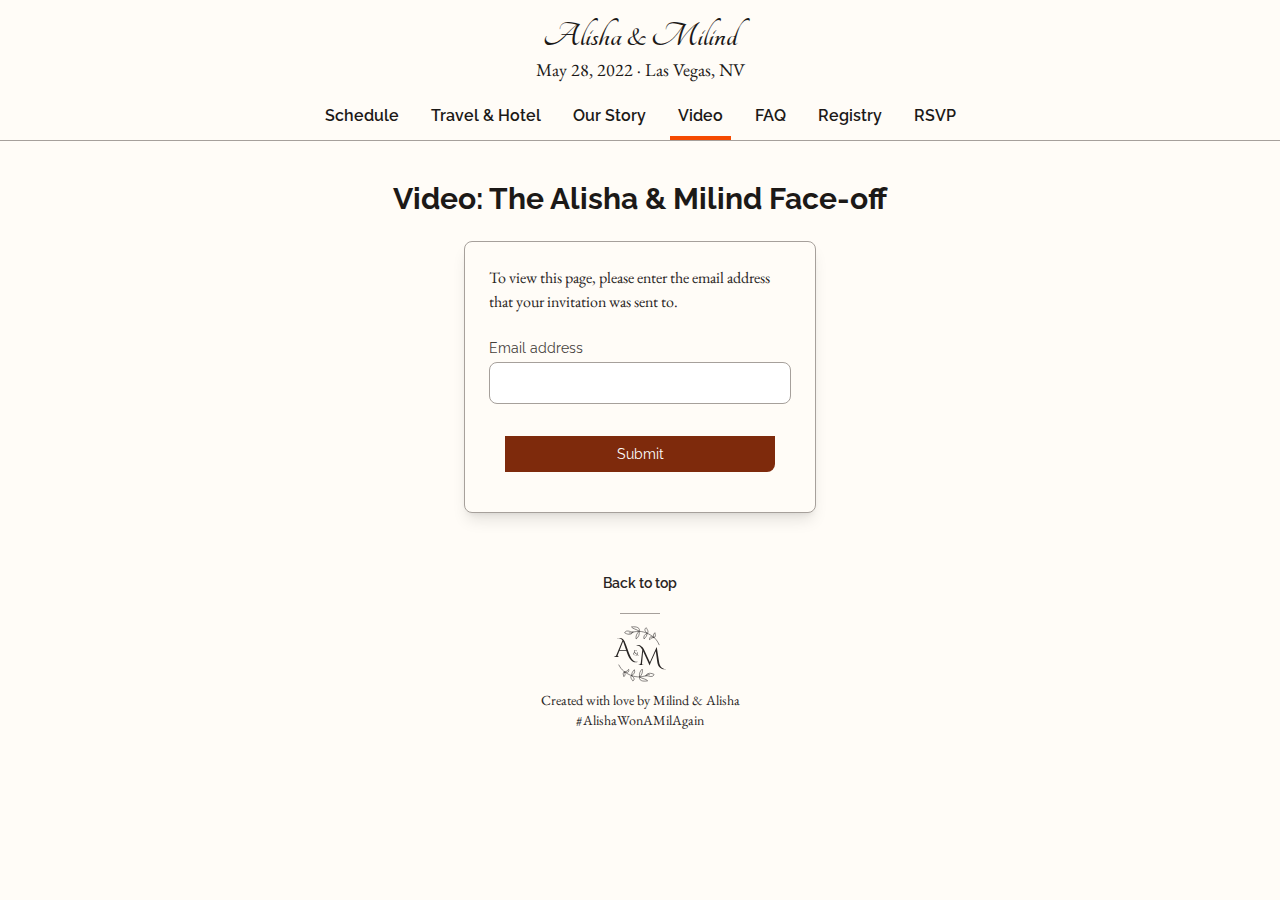 Alisha & Milind
May 28, 2022 · Las Vegas, NV
Schedule Travel & Hotel Our Story Video FAQ Registry RSVP
Video: The Alisha & Milind Face-off
To view this page, please enter the email address
that your invitation was sent to.
Email address
Submit
Back to top
A&M
Created with love by Milind & Alisha
#AlishaWonAMilAgain